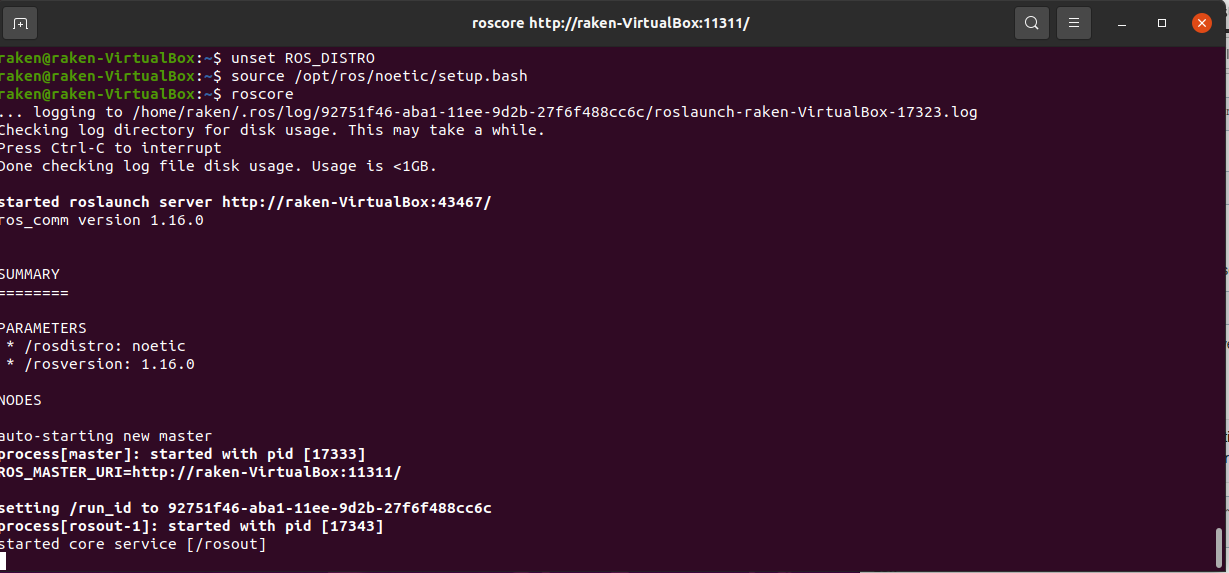 roscore http://raken-VirtualBox:11311/
raken@raken-VirtualBox:~$ unset ROS_DISTRO
raken@raken-VirtualBox:~$ source /opt/ros/noetic/setup.bash
raken@raken-VirtualBox:~$ roscore
... logging to /home/raken/.ros/log/92751f46-aba1-11ee-9d2b-27f6f488cc6c/roslaunch-raken-VirtualBox-17323.log
Checking log directory for disk usage. This may take a while.
Press Ctrl-C to interrupt
Done checking log file disk usage. Usage is <1GB.
started roslaunch server http://raken-VirtualBox:43467/
ros_comm version 1.16.0
SUMMARY
========
PARAMETERS
* /rosdistro: noetic
* /rosversion: 1.16.0
NODES
auto-starting new master
process[master]: started with pid [17333]
ROS_MASTER_URI=http://raken-VirtualBox:11311/
setting /run_id to 92751f46-aba1-11ee-9d2b-27f6f488cc6c
process[rosout-1]: started with pid [17343]
started core service [/rosout]